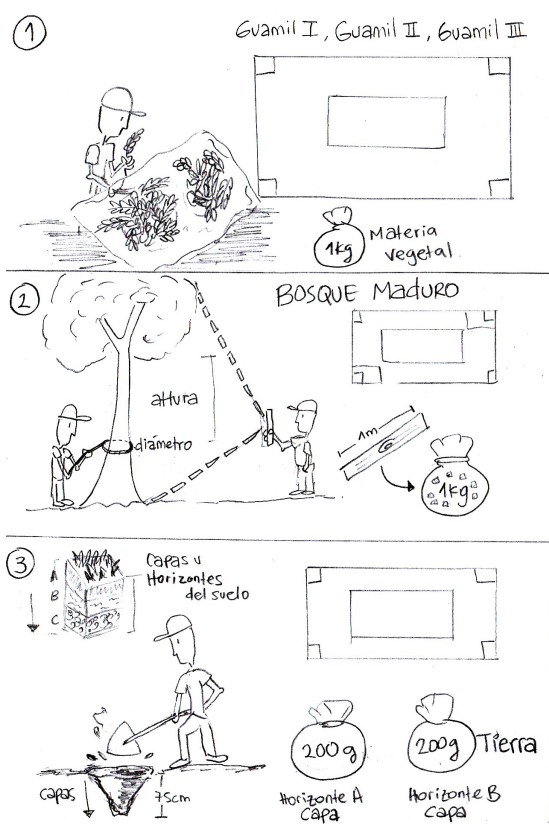 1
Guamil I, Guamil II, Guamil III
1kg
Materia
vegetal
2
BOSQUE MADURO
altura
diámetro
1m
1kg
3
A
B
C
Capas u
Horizontes
del suelo
capas
75cm
200g
200g
Tierra
Horizonte A
Capa
Horizonte B
Capa